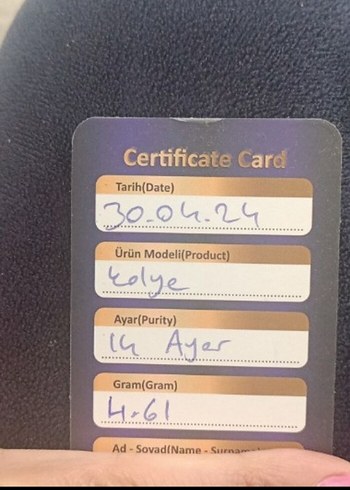 Certificate Card
Tarih(Date)
30.04.24
Ürün Modeli(Product)
Kolye
Ayar(Purity)
14 Ayar
Gram(Gram)
4.61
Ad - Soyad(Name - Surname